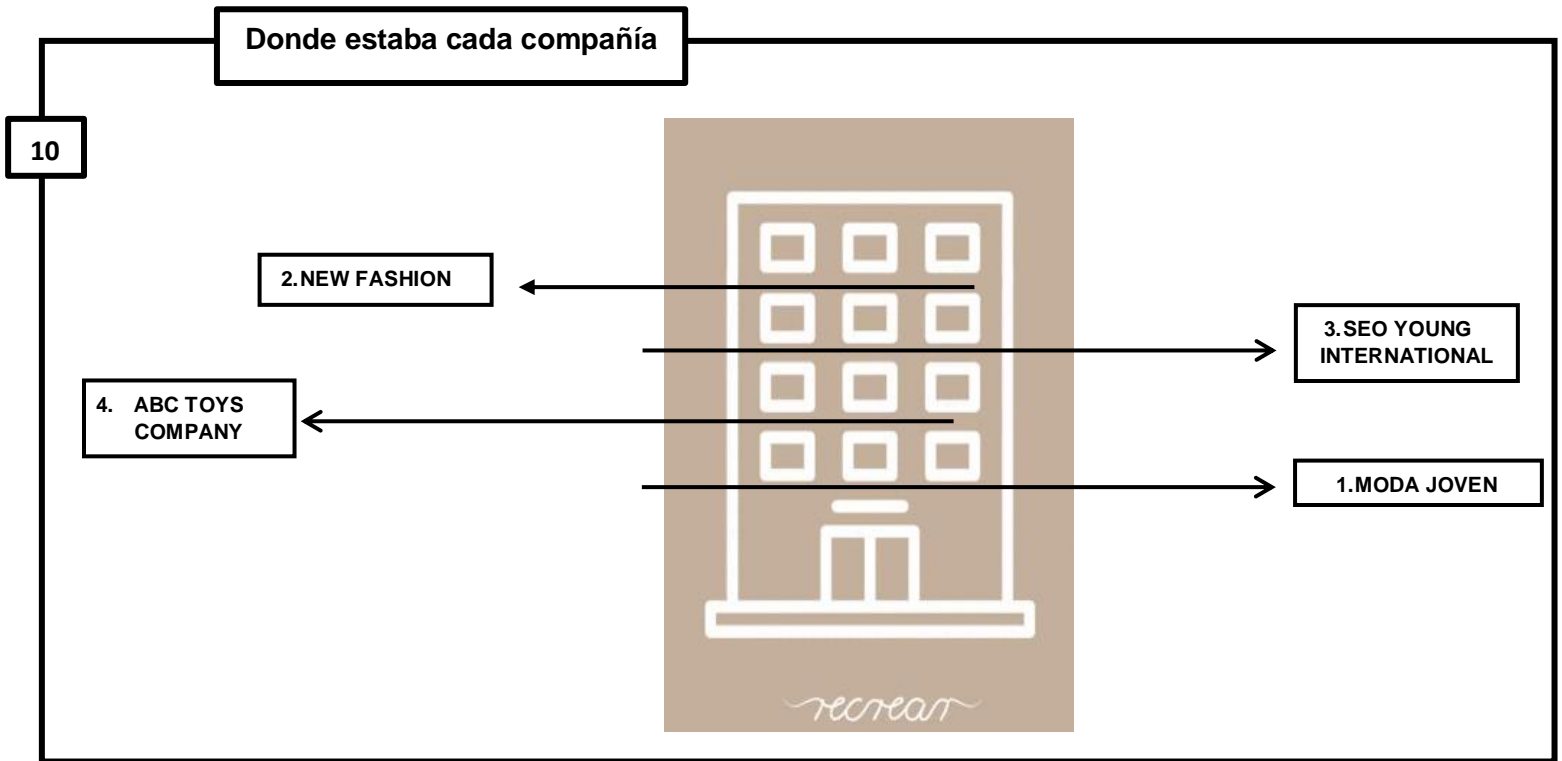 Donde estaba cada compañía
10
2.NEW FASHION
3.SEO YOUNG
INTERNATIONAL
4. ABC TOYS
COMPANY
1.MODA JOVEN
recrear